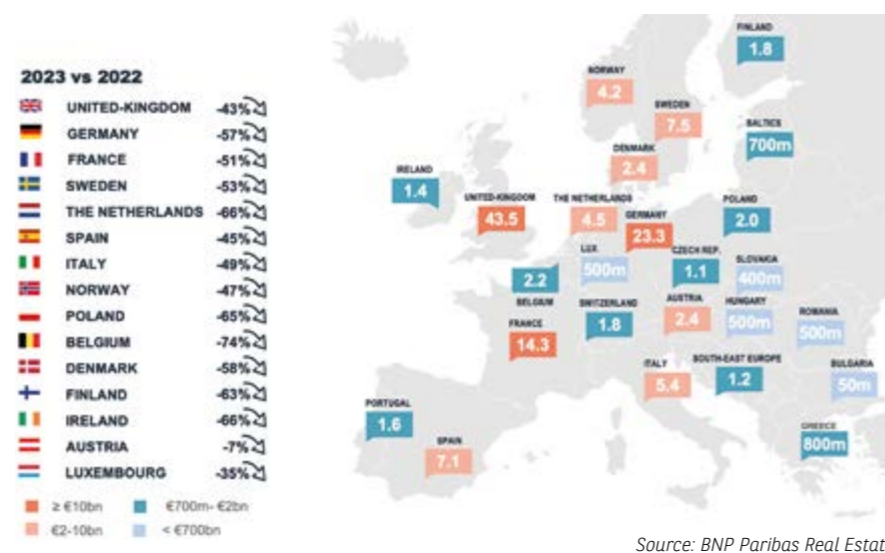 2023 vs 2022
UNITED-KINGDOM -43%
GERMANY -57%
FRANCE -51%
SWEDEN -53%
THE NETHERLANDS -66%
SPAIN -45%
ITALY -49%
NORWAY -47%
POLAND -65%
BELGIUM -74%
DENMARK -58%
FINLAND -63%
IRELAND -66%
AUSTRIA -7%
LUXEMBOURG -35%
≥ €10bn
€700m- €2bn
€2-10bn
< €700bn
FINLAND
1.8
NORWAY
4.2
SWEDEN
7.5
BALTICS
700m
DENMARK
2.4
IRELAND
1.4
UNITED-KINGDOM
43.5
THE NETHERLANDS
4.5
GERMANY
23.3
POLAND
2.0
LUX
500m
CZECH REP.
1.1
SLOVAKIA
400m
2.2
BELGIUM
SWITZERLAND
1.8
AUSTRIA
2.4
HUNGARY
500m
ROMANIA
500m
FRANCE
14.3
ITALY
5.4
SOUTH-EAST EUROPE
1.2
BULGARIA
50m
PORTUGAL
1.6
SPAIN
7.1
GREECE
800m
Source: BNP Paribas Real Estat